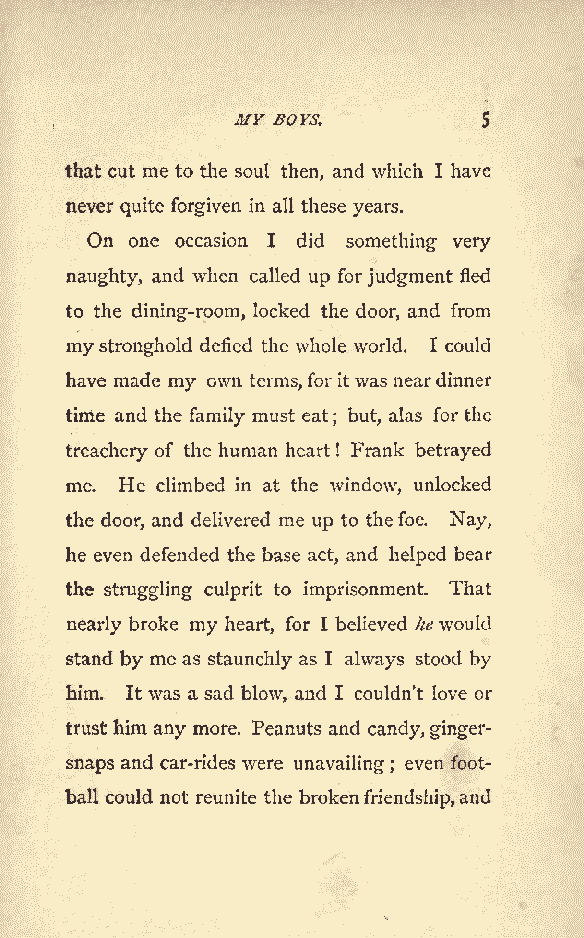 MY BOYS. 5
that cut me to the soul then, and which I have
never quite forgiven in all these years.
On one occasion I did something very
naughty, and when called up for judgment fled
to the dining-room, locked the door, and from
my stronghold defied the whole world. I could
have made my own terms, for it was near dinner
time and the family must eat; but, alas for the
treachery of the human heart! Frank betrayed
me. He climbed in at the window, unlocked
the door, and delivered me up to the foe. Nay,
he even defended the base act, and helped bear
the struggling culprit to imprisonment. That
nearly broke my heart, for I believed he would
stand by me as staunchly as I always stood by
him. It was a sad blow, and I couldn't love or
trust him any more. Peanuts and candy, ginger-
snaps and car-rides were unavailing; even foot-
ball could not reunite the broken friendship, and